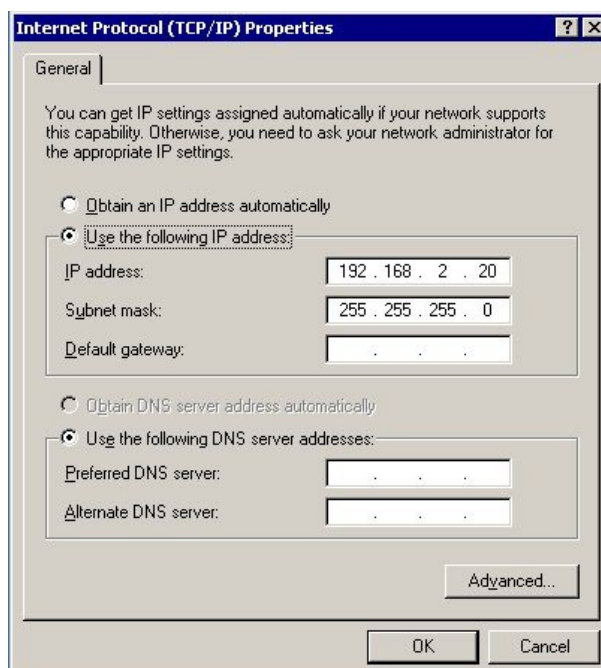 Internet Protocol (TCP/IP) Properties
General
You can get IP settings assigned automatically if your network supports
this capability. Otherwise, you need to ask your network administrator for
the appropriate IP settings.
Obtain an IP address automatically
Use the following IP address:
IP address: 192 . 168 . 2 . 20
Subnet mask: 255 . 255 . 255 . 0
Default gateway: . . .
Obtain DNS server address automatically
Use the following DNS server addresses:
Preferred DNS server: . . .
Alternate DNS server: . . .
Advanced...
OK Cancel